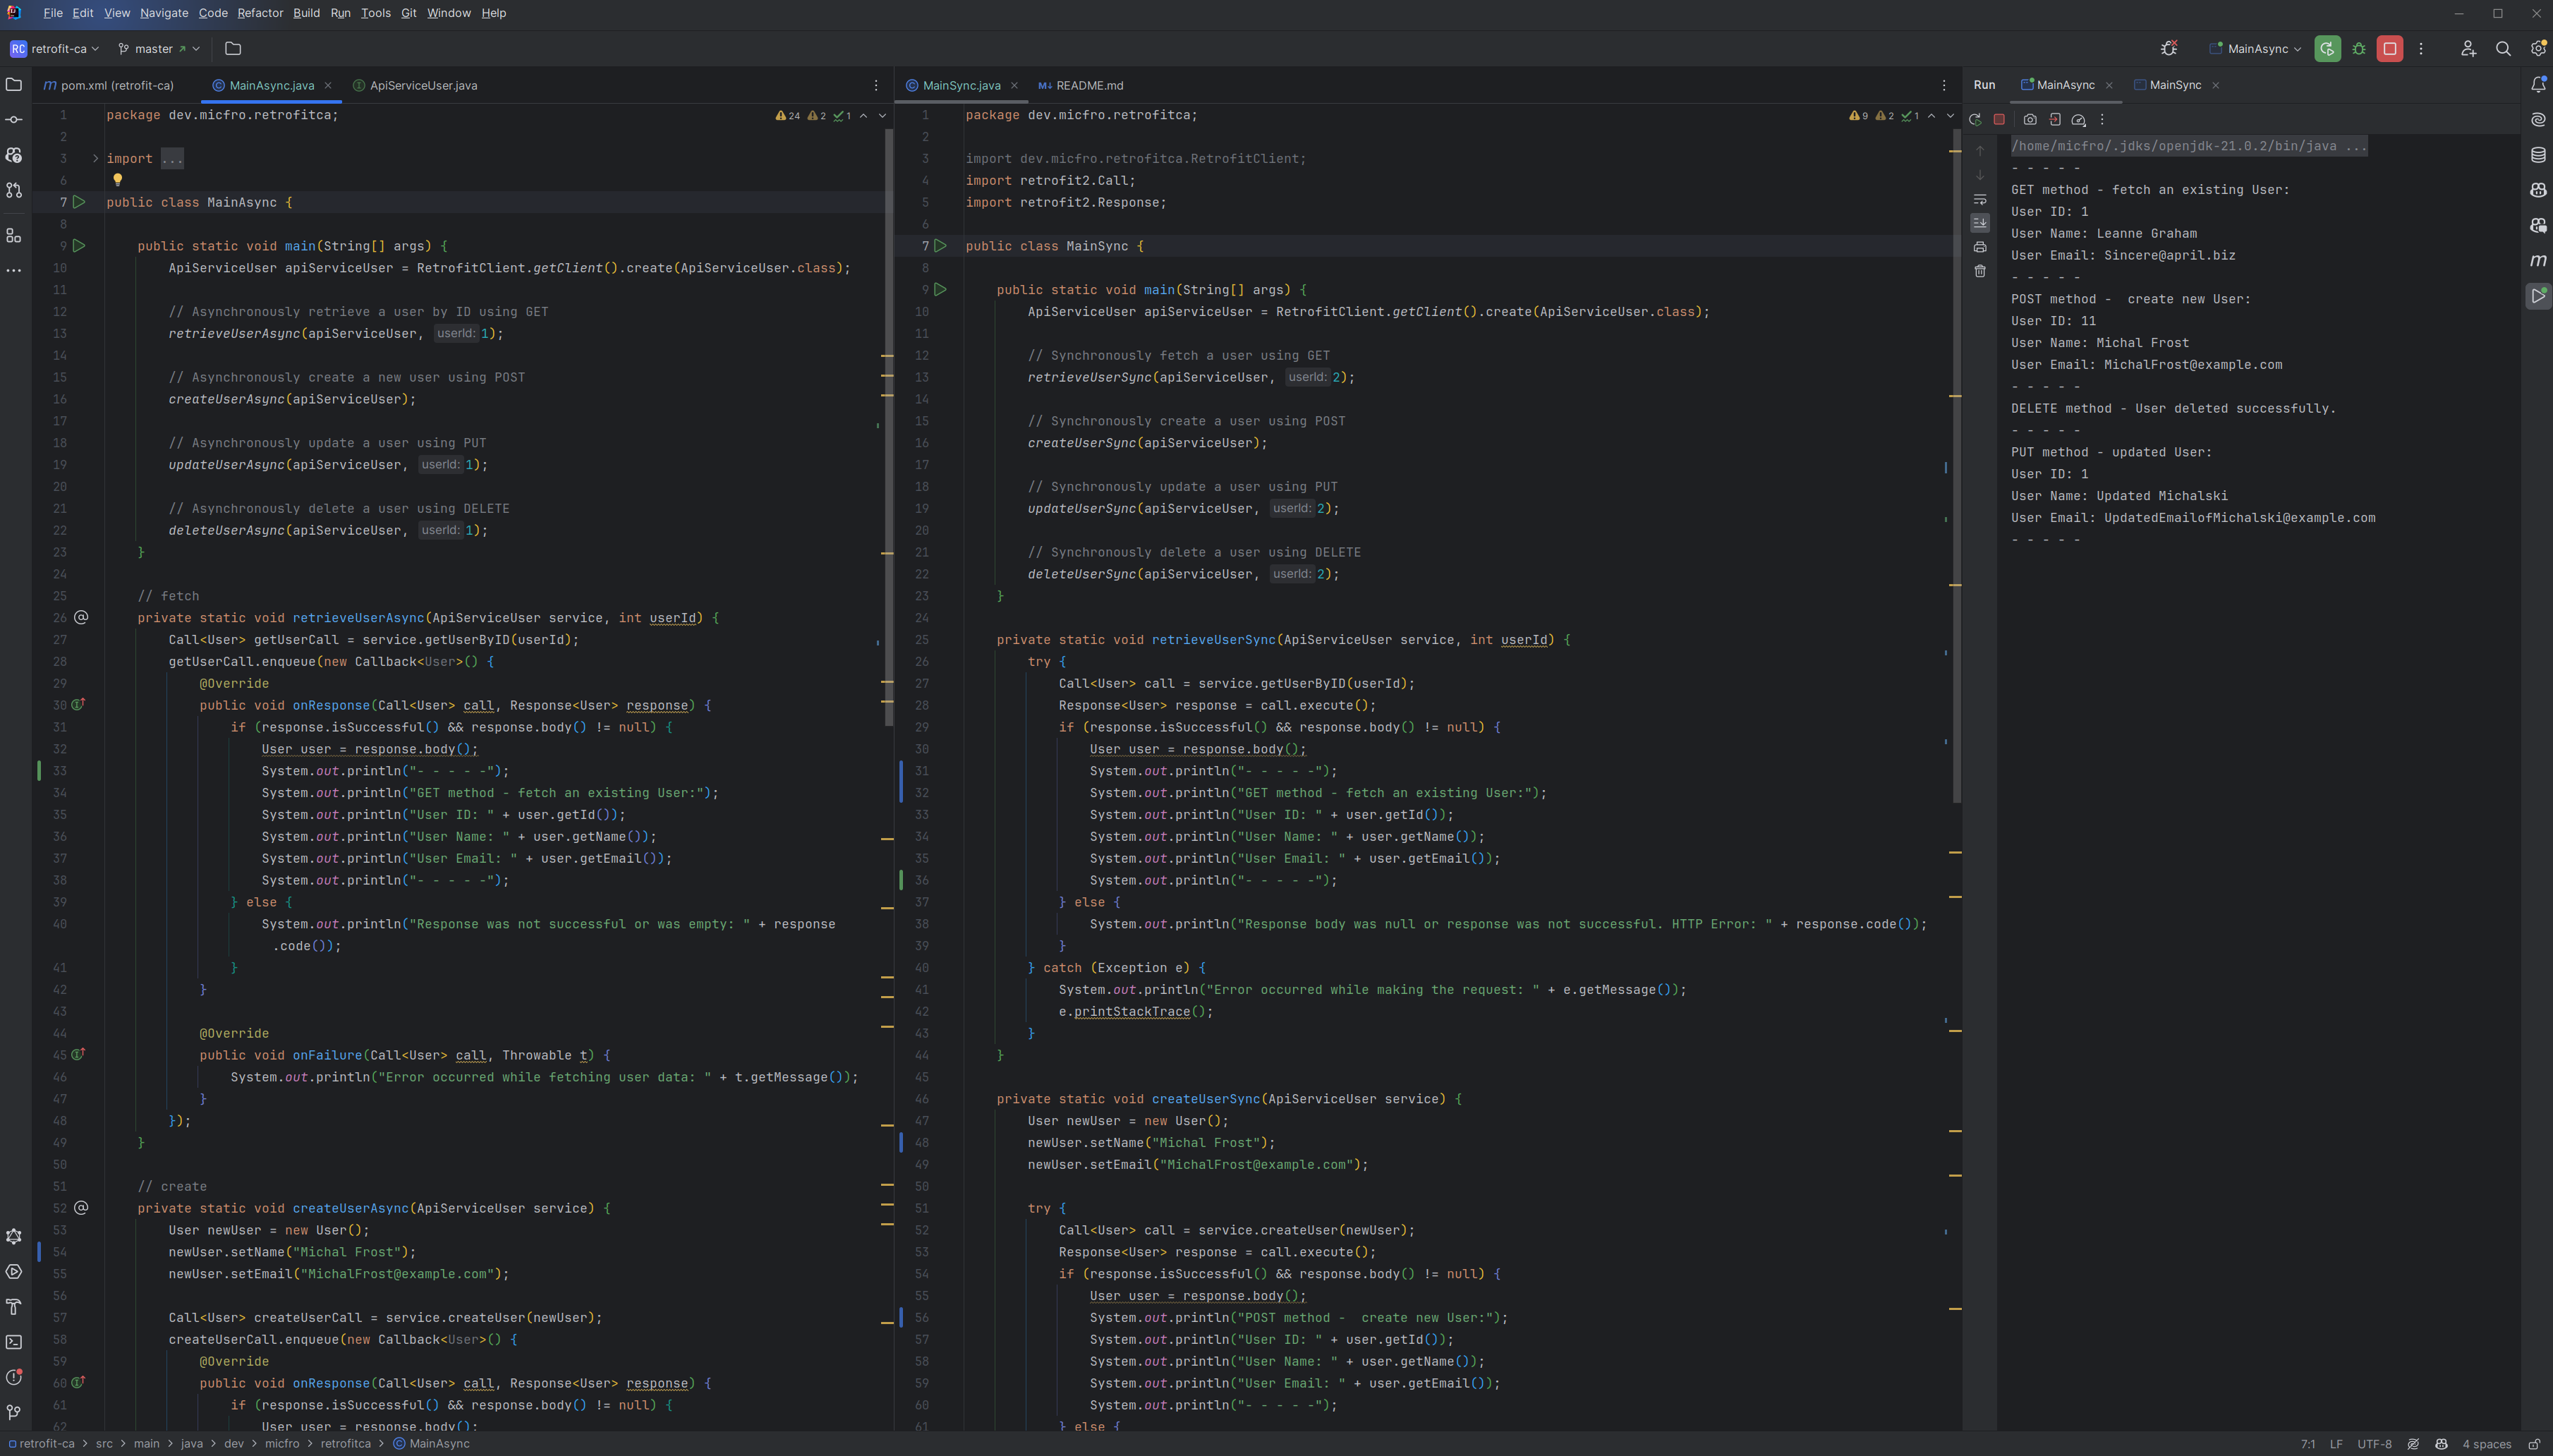 File Edit View Navigate Code Refactor Build Run Tools Git Window Help
RC retrofit-ca master MainAsync
pom.xml (retrofit-ca) MainAsync.java ApiServiceUser.java
24 2 1
1 package dev.micfro.retrofitca;
2
3 import ...
6
7 public class MainAsync {
8
9 public static void main(String[] args) {
10 ApiServiceUser apiServiceUser = RetrofitClient.getClient().create(ApiServiceUser.class);
11
12 // Asynchronously retrieve a user by ID using GET
13 retrieveUserAsync(apiServiceUser, userId: 1);
14
15 // Asynchronously create a new user using POST
16 createUserAsync(apiServiceUser);
17
18 // Asynchronously update a user using PUT
19 updateUserAsync(apiServiceUser, userId: 1);
20
21 // Asynchronously delete a user using DELETE
22 deleteUserAsync(apiServiceUser, userId: 1);
23 }
24
25 // fetch
26 private static void retrieveUserAsync(ApiServiceUser service, int userId) {
27 Call<User> getUserCall = service.getUserByID(userId);
28 getUserCall.enqueue(new Callback<User>() {
29 @Override
30 public void onResponse(Call<User> call, Response<User> response) {
31 if (response.isSuccessful() && response.body() != null) {
32 User user = response.body();
33 System.out.println("- - - - -");
34 System.out.println("GET method - fetch an existing User:");
35 System.out.println("User ID: " + user.getId());
36 System.out.println("User Name: " + user.getName());
37 System.out.println("User Email: " + user.getEmail());
38 System.out.println("- - - - -");
39 } else {
40 System.out.println("Response was not successful or was empty: " + response
.code());
41 }
42 }
43
44 @Override
45 public void onFailure(Call<User> call, Throwable t) {
46 System.out.println("Error occurred while fetching user data: " + t.getMessage());
47 }
48 });
49 }
50
51 // create
52 private static void createUserAsync(ApiServiceUser service) {
53 User newUser = new User();
54 newUser.setName("Michal Frost");
55 newUser.setEmail("MichalFrost@example.com");
56
57 Call<User> createUserCall = service.createUser(newUser);
58 createUserCall.enqueue(new Callback<User>() {
59 @Override
60 public void onResponse(Call<User> call, Response<User> response) {
61 if (response.isSuccessful() && response.body() != null) {
62 User user = response.body();
MainSync.java README.md
9 2 1
1 package dev.micfro.retrofitca;
2
3 import dev.micfro.retrofitca.RetrofitClient;
4 import retrofit2.Call;
5 import retrofit2.Response;
6
7 public class MainSync {
8
9 public static void main(String[] args) {
10 ApiServiceUser apiServiceUser = RetrofitClient.getClient().create(ApiServiceUser.class);
11
12 // Synchronously fetch a user using GET
13 retrieveUserSync(apiServiceUser, userId: 2);
14
15 // Synchronously create a user using POST
16 createUserSync(apiServiceUser);
17
18 // Synchronously update a user using PUT
19 updateUserSync(apiServiceUser, userId: 2);
20
21 // Synchronously delete a user using DELETE
22 deleteUserSync(apiServiceUser, userId: 2);
23 }
24
25 private static void retrieveUserSync(ApiServiceUser service, int userId) {
26 try {
27 Call<User> call = service.getUserByID(userId);
28 Response<User> response = call.execute();
29 if (response.isSuccessful() && response.body() != null) {
30 User user = response.body();
31 System.out.println("- - - - -");
32 System.out.println("GET method - fetch an existing User:");
33 System.out.println("User ID: " + user.getId());
34 System.out.println("User Name: " + user.getName());
35 System.out.println("User Email: " + user.getEmail());
36 System.out.println("- - - - -");
37 } else {
38 System.out.println("Response body was null or response was not successful. HTTP Error: " + response.code());
39 }
40 } catch (Exception e) {
41 System.out.println("Error occurred while making the request: " + e.getMessage());
42 e.printStackTrace();
43 }
44 }
45
46 private static void createUserSync(ApiServiceUser service) {
47 User newUser = new User();
48 newUser.setName("Michal Frost");
49 newUser.setEmail("MichalFrost@example.com");
50
51 try {
52 Call<User> call = service.createUser(newUser);
53 Response<User> response = call.execute();
54 if (response.isSuccessful() && response.body() != null) {
55 User user = response.body();
56 System.out.println("POST method -  create new User:");
57 System.out.println("User ID: " + user.getId());
58 System.out.println("User Name: " + user.getName());
59 System.out.println("User Email: " + user.getEmail());
60 System.out.println("- - - - -");
61 } else {
Run MainAsync MainSync
/home/micfro/.jdks/openjdk-21.0.2/bin/java ...
- - - - -
GET method - fetch an existing User:
User ID: 1
User Name: Leanne Graham
User Email: Sincere@april.biz
- - - - -
POST method -  create new User:
User ID: 11
User Name: Michal Frost
User Email: MichalFrost@example.com
- - - - -
DELETE method - User deleted successfully.
- - - - -
PUT method - updated User:
User ID: 1
User Name: Updated Michalski
User Email: UpdatedEmailofMichalski@example.com
- - - - -
retrofit-ca > src > main > java > dev > micfro > retrofitca > MainAsync
7:1 LF UTF-8 4 spaces